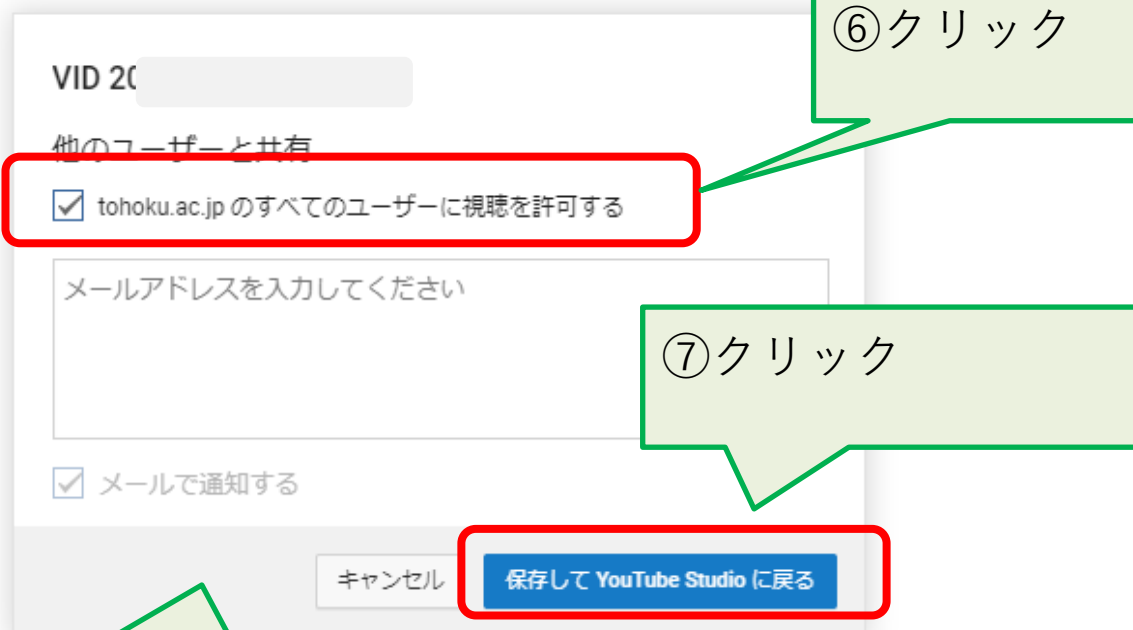 ⑥クリック
VID 20
他のユーザーと共有
tohoku.ac.jp のすべてのユーザーに視聴を許可する
メールアドレスを入力してください
⑦クリック
メールで通知する
キャンセル
保存して YouTube Studio に戻る